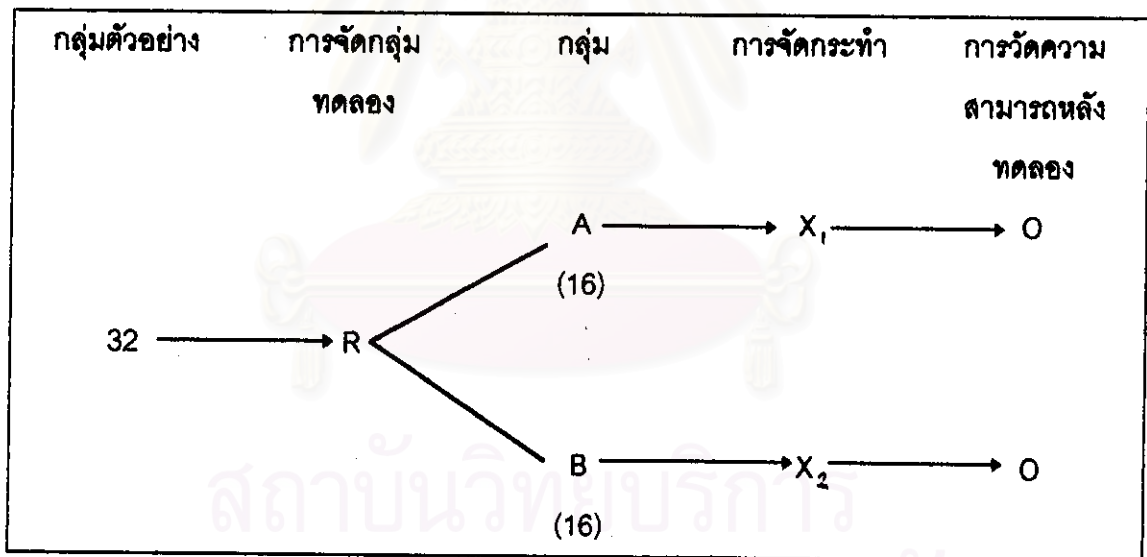 กลุ่มตัวอย่าง การจัดกลุ่ม กลุ่ม การจัดกระทำ การวัดความ
ทดลอง สามารถหลัง
ทดลอง
A X₁ O
(16)
32 R
B X₂ O
(16)
สถาบันวิทยบริการ